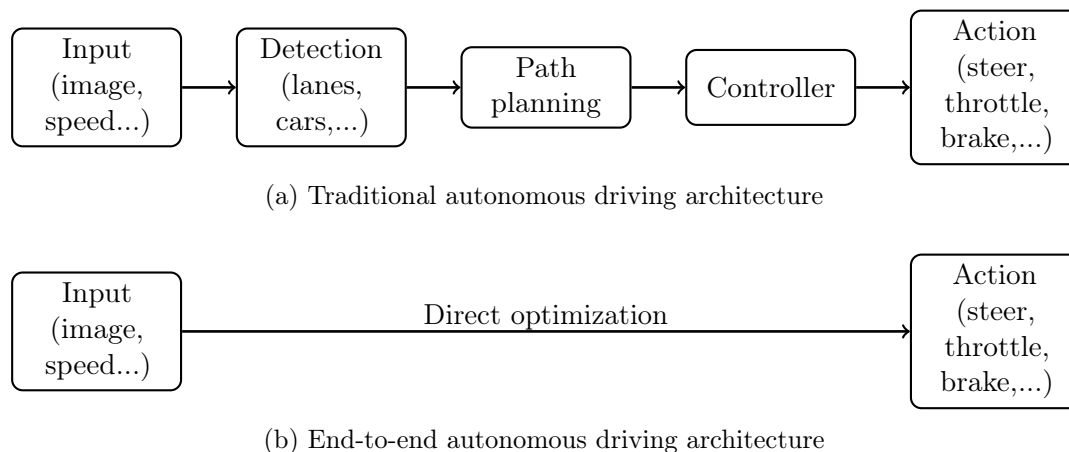 Input
(image,
speed...)
Detection
(lanes,
cars,...)
Path
planning
Controller
Action
(steer,
throttle,
brake,...)
(a) Traditional autonomous driving architecture
Input
(image,
speed...)
Direct optimization
Action
(steer,
throttle,
brake,...)
(b) End-to-end autonomous driving architecture